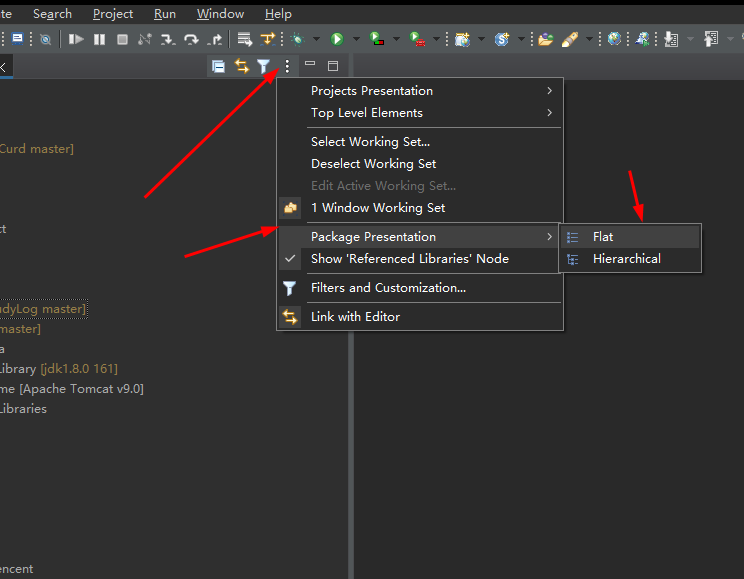 te Search Project Run Window Help
Projects Presentation
Top Level Elements
Curd master]
Select Working Set...
Deselect Working Set
Edit Active Working Set...
1 Window Working Set
ct
Package Presentation
Flat
Show 'Referenced Libraries' Node
Hierarchical
Filters and Customization...
udyLog master]
Link with Editor
master]
a
Library [jdk1.8.0 161]
me [Apache Tomcat v9.0]
Libraries
encent